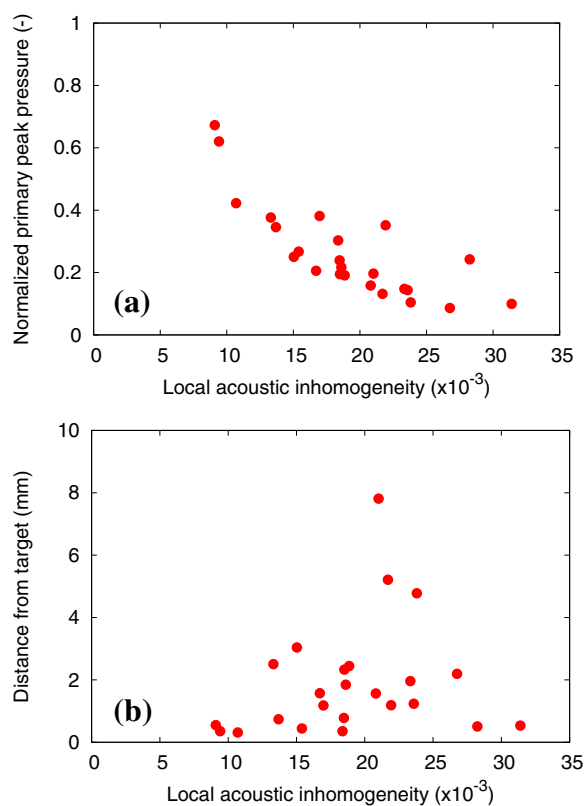 Normalized primary peak pressure (-)
1
0.8
0.6
0.4
0.2
0
(a)
0 5 10 15 20 25 30 35
Local acoustic inhomogeneity (x10-3)
Distance from target (mm)
10
8
6
4
2
0
(b)
0 5 10 15 20 25 30 35
Local acoustic inhomogeneity (x10-3)